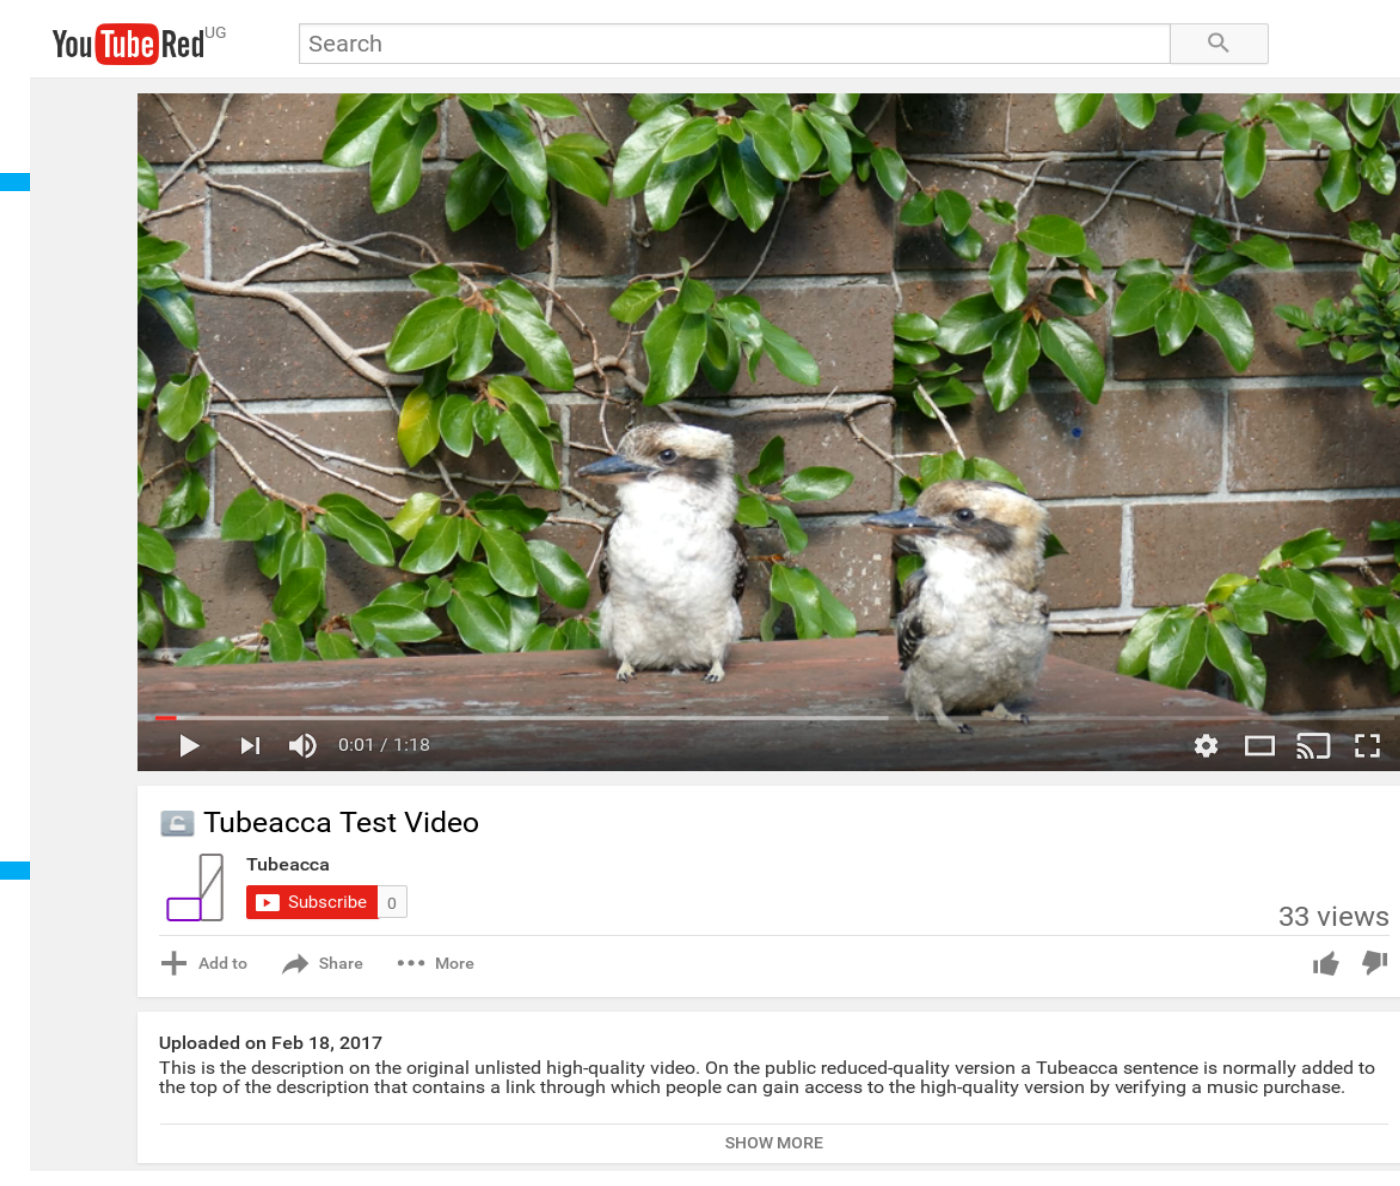 YouTube Red UG
Search
0:01 / 1:18
Tubeacca Test Video
Tubeacca
Subscribe 0
33 views
Add to Share More
Uploaded on Feb 18, 2017
This is the description on the original unlisted high-quality video. On the public reduced-quality version a Tubeacca sentence is normally added to
the top of the description that contains a link through which people can gain access to the high-quality version by verifying a music purchase.
SHOW MORE